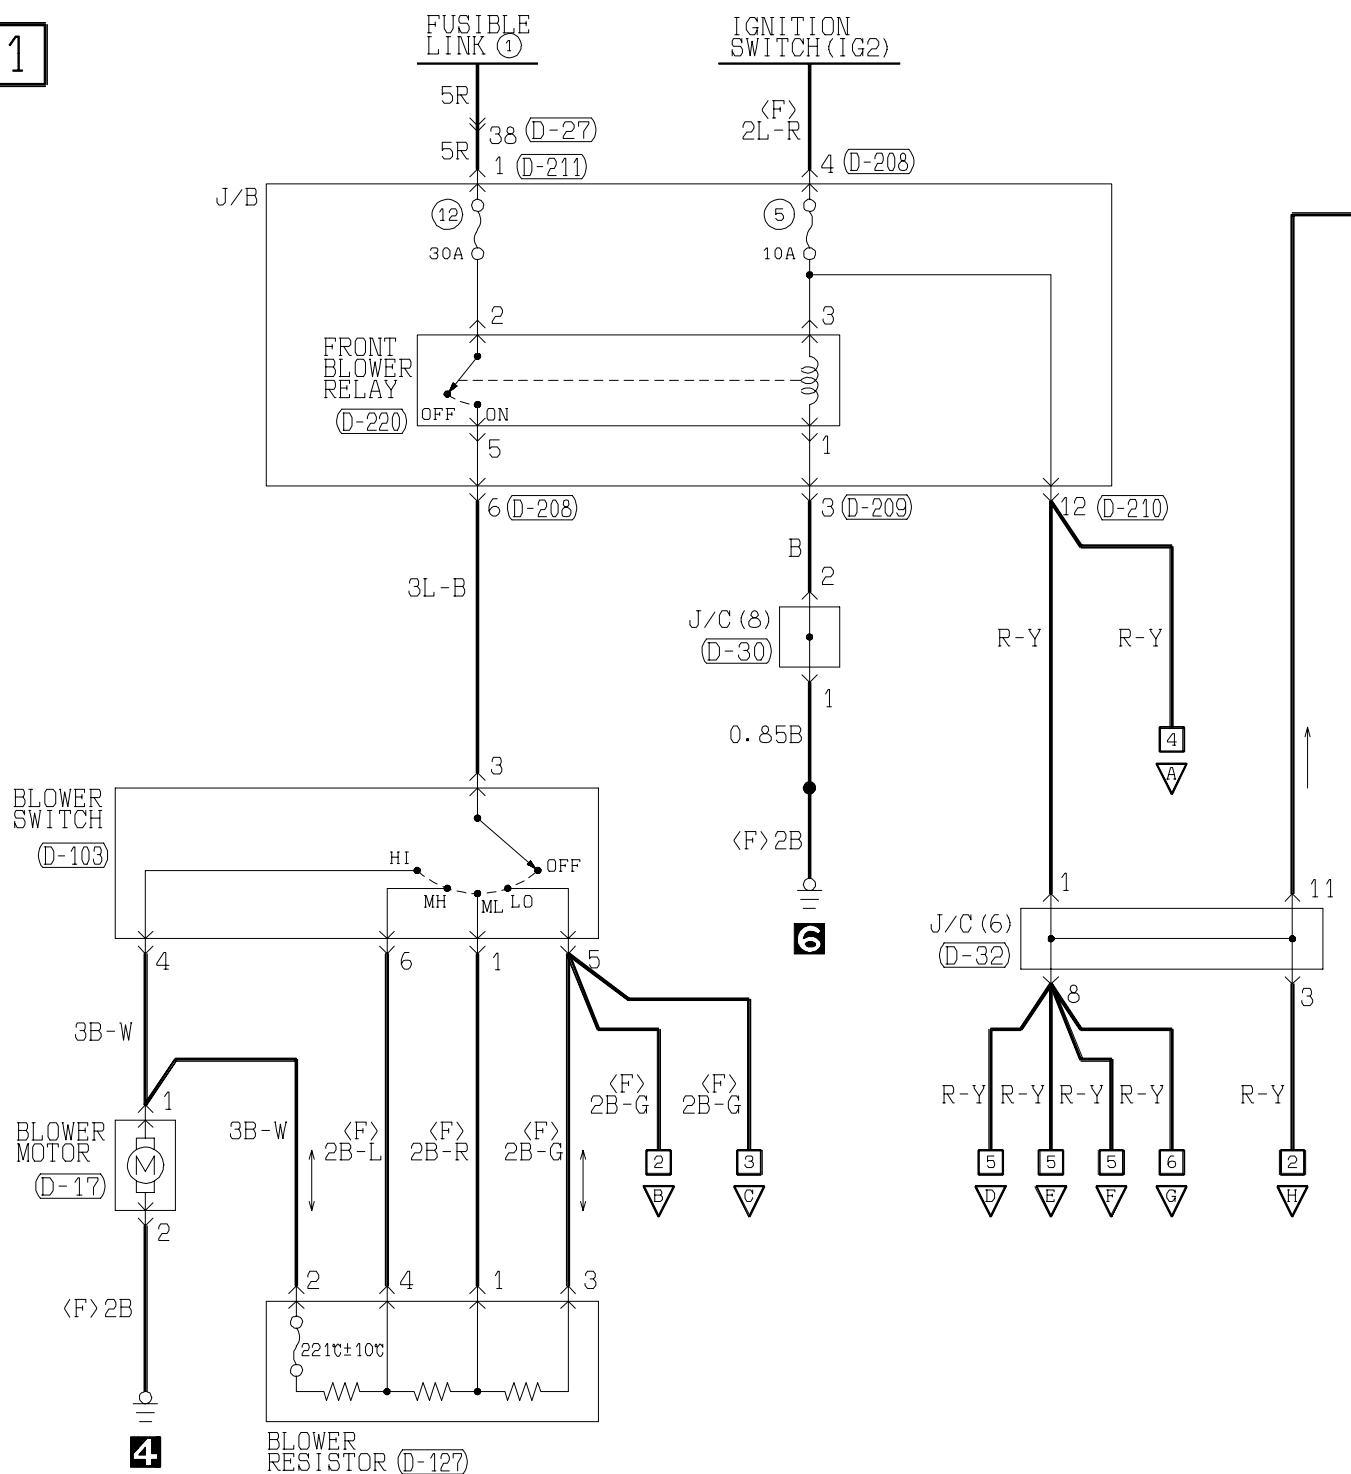 1
FUSIBLE
LINK ①
IGNITION
SWITCH(IG2)
5R
38 (D-27)
5R
1 (D-211)
<F>
2L-R
4 (D-208)
J/B
12
30A
5
10A
2
3
FRONT
BLOWER
RELAY
(D-220)
OFF
ON
5
1
6 (D-208)
3 (D-209)
12 (D-210)
3L-B
B
2
J/C(8)
(D-30)
1
0.85B
<F>2B
6
R-Y
R-Y
4
A
3
BLOWER
SWITCH
(D-103)
HI
MH
ML
LO
OFF
4
6
1
5
1
11
J/C(6)
(D-32)
8
3
3B-W
1
BLOWER
MOTOR
(D-17)
M
2
<F>2B
4
3B-W
<F>
2B-L
<F>
2B-R
<F>
2B-G
<F>
2B-G
<F>
2B-G
2
B
3
C
R-Y
R-Y
R-Y
R-Y
R-Y
5
D
5
E
5
F
6
G
2
H
2
4
1
3
221℃±10℃
BLOWER
RESISTOR (D-127)